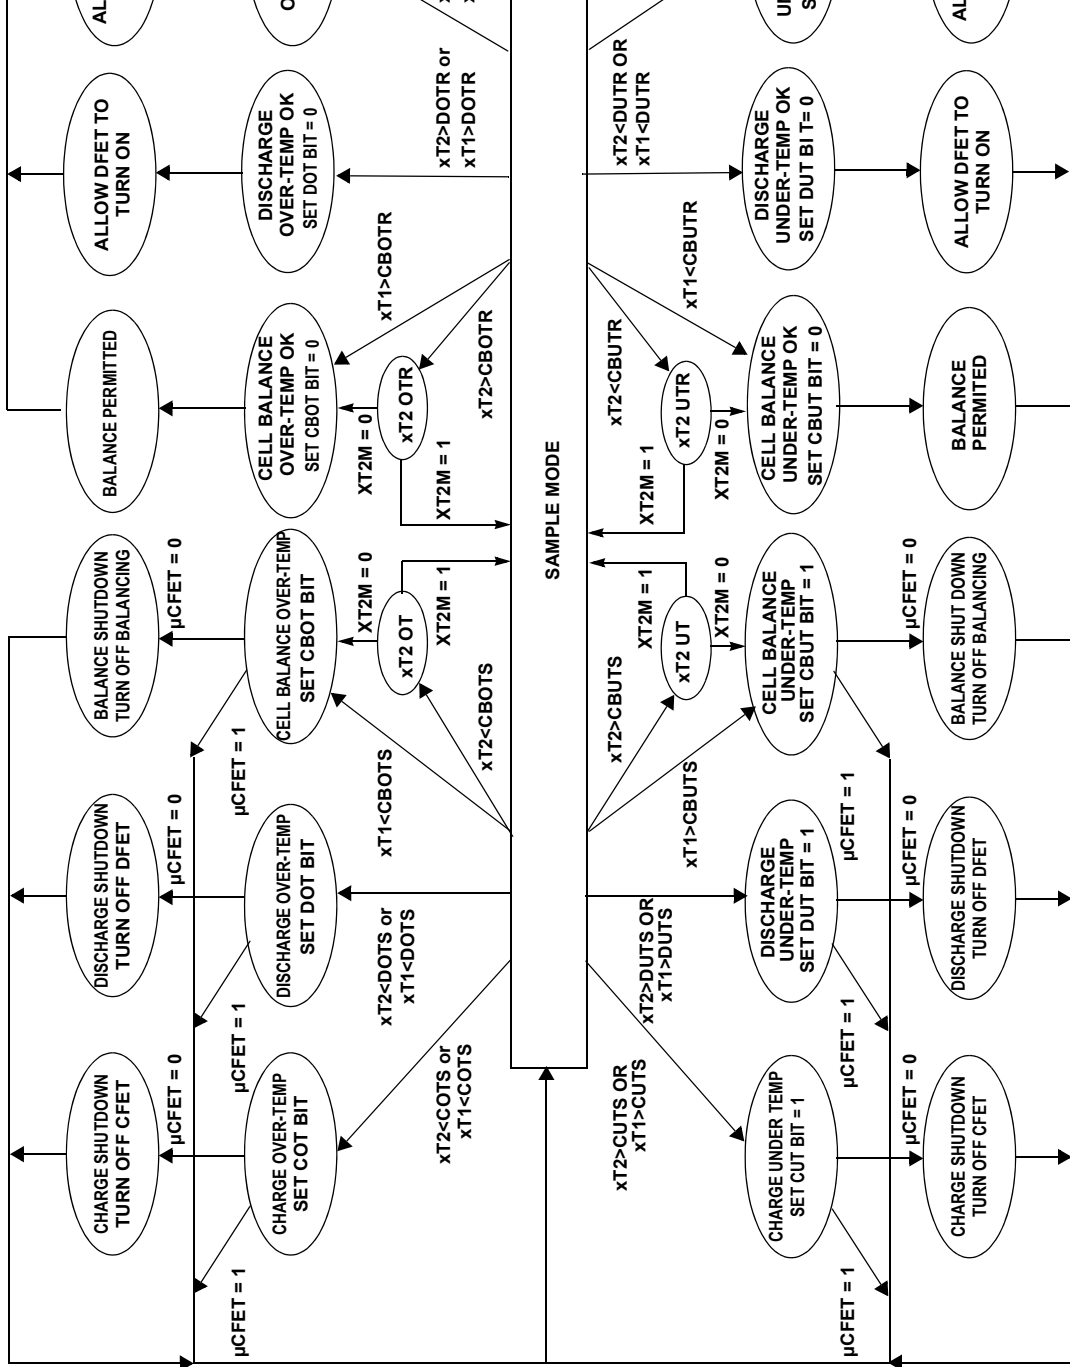 CHARGE SHUTDOWN
TURN OFF CFET
DISCHARGE SHUTDOWN
TURN OFF DFET
BALANCE SHUTDOWN
TURN OFF BALANCING
BALANCE PERMITTED
ALLOW DFET TO
TURN ON
AL
µCFET = 0
µCFET = 0
µCFET = 0
µCFET = 1
µCFET = 1
µCFET = 1
CHARGE OVER-TEMP
SET COT BIT
DISCHARGE OVER-TEMP
SET DOT BIT
CELL BALANCE OVER-TEMP
SET CBOT BIT
CELL BALANCE
OVER-TEMP OK
SET CBOT BIT = 0
DISCHARGE
OVER-TEMP OK
SET DOT BIT = 0
O
XT2M = 0
XT2M = 0
xT1<CBOTS
xT1>CBOTR
xT2 OT
xT2 OTR
xT2<COTS or
xT1<COTS
xT2<DOTS or
xT1<DOTS
XT2M = 1
XT2M = 1
xT2>DOTR or
xT1>DOTR
xT2<CBOTS
xT2>CBOTR
SAMPLE MODE
xT2>CUTS OR
xT1>CUTS
xT2>DUTS OR
xT1>DUTS
xT2>CBUTS
xT2<CBUTR
xT2<DUTR OR
xT1<DUTR
XT2M = 1
XT2M = 1
xT2 UT
xT2 UTR
xT1>CBUTS
xT1<CBUTR
XT2M = 0
XT2M = 0
CHARGE UNDER TEMP
SET CUT BIT = 1
DISCHARGE
UNDER-TEMP
SET DUT BIT = 1
CELL BALANCE
UNDER-TEMP
SET CBUT BIT = 1
CELL BALANCE
UNDER-TEMP OK
SET CBUT BIT = 0
DISCHARGE
UNDER-TEMP OK
SET DUT BI T= 0
U
S
µCFET = 1
µCFET = 1
µCFET = 1
µCFET = 0
µCFET = 0
µCFET = 0
CHARGE SHUTDOWN
TURN OFF CFET
DISCHARGE SHUTDOWN
TURN OFF DFET
BALANCE SHUT DOWN
TURN OFF BALANCING
BALANCE
PERMITTED
ALLOW DFET TO
TURN ON
AL